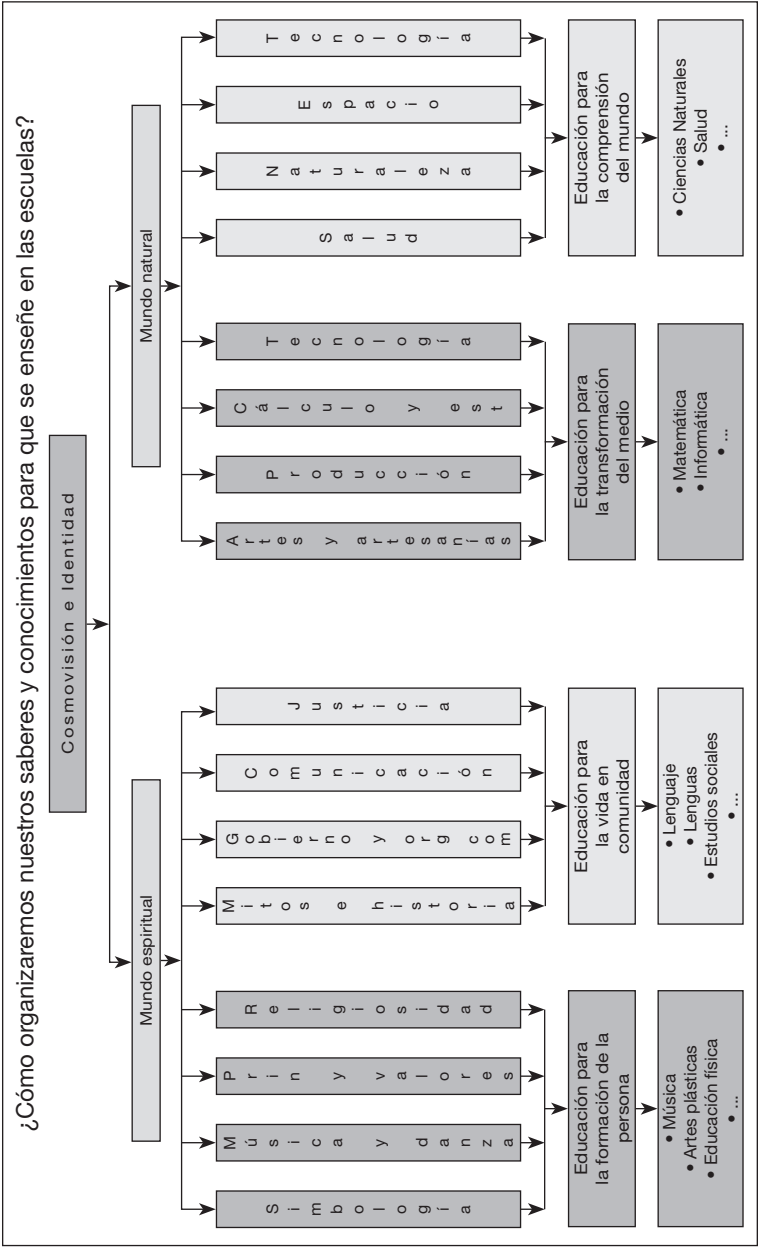 ¿Cómo organizaremos nuestros saberes y conocimientos para que se enseñe en las escuelas?
Cosmovisión e Identidad
Mundo espiritual
Mundo natural
Simbología
Música y danza
Prin y valores
Religiosidad
Mitos e historia
Gobierno y org com
Comunicación
Justicia
Artes y artesanías
Producción
Cálculo y est
Tecnología
Salud
Naturaleza
Espacio
Tecnología
Educación para
la formación de la
persona
Educación para
la vida en
comunidad
Educación para
la transformación
del medio
Educación para
la comprensión
del mundo
• Música
• Artes plásticas
• Educación física
• ...
• Lenguaje
• Lenguas
• Estudios sociales
• ...
• Matemática
• Informática
• ...
• Ciencias Naturales
• Salud
• ...